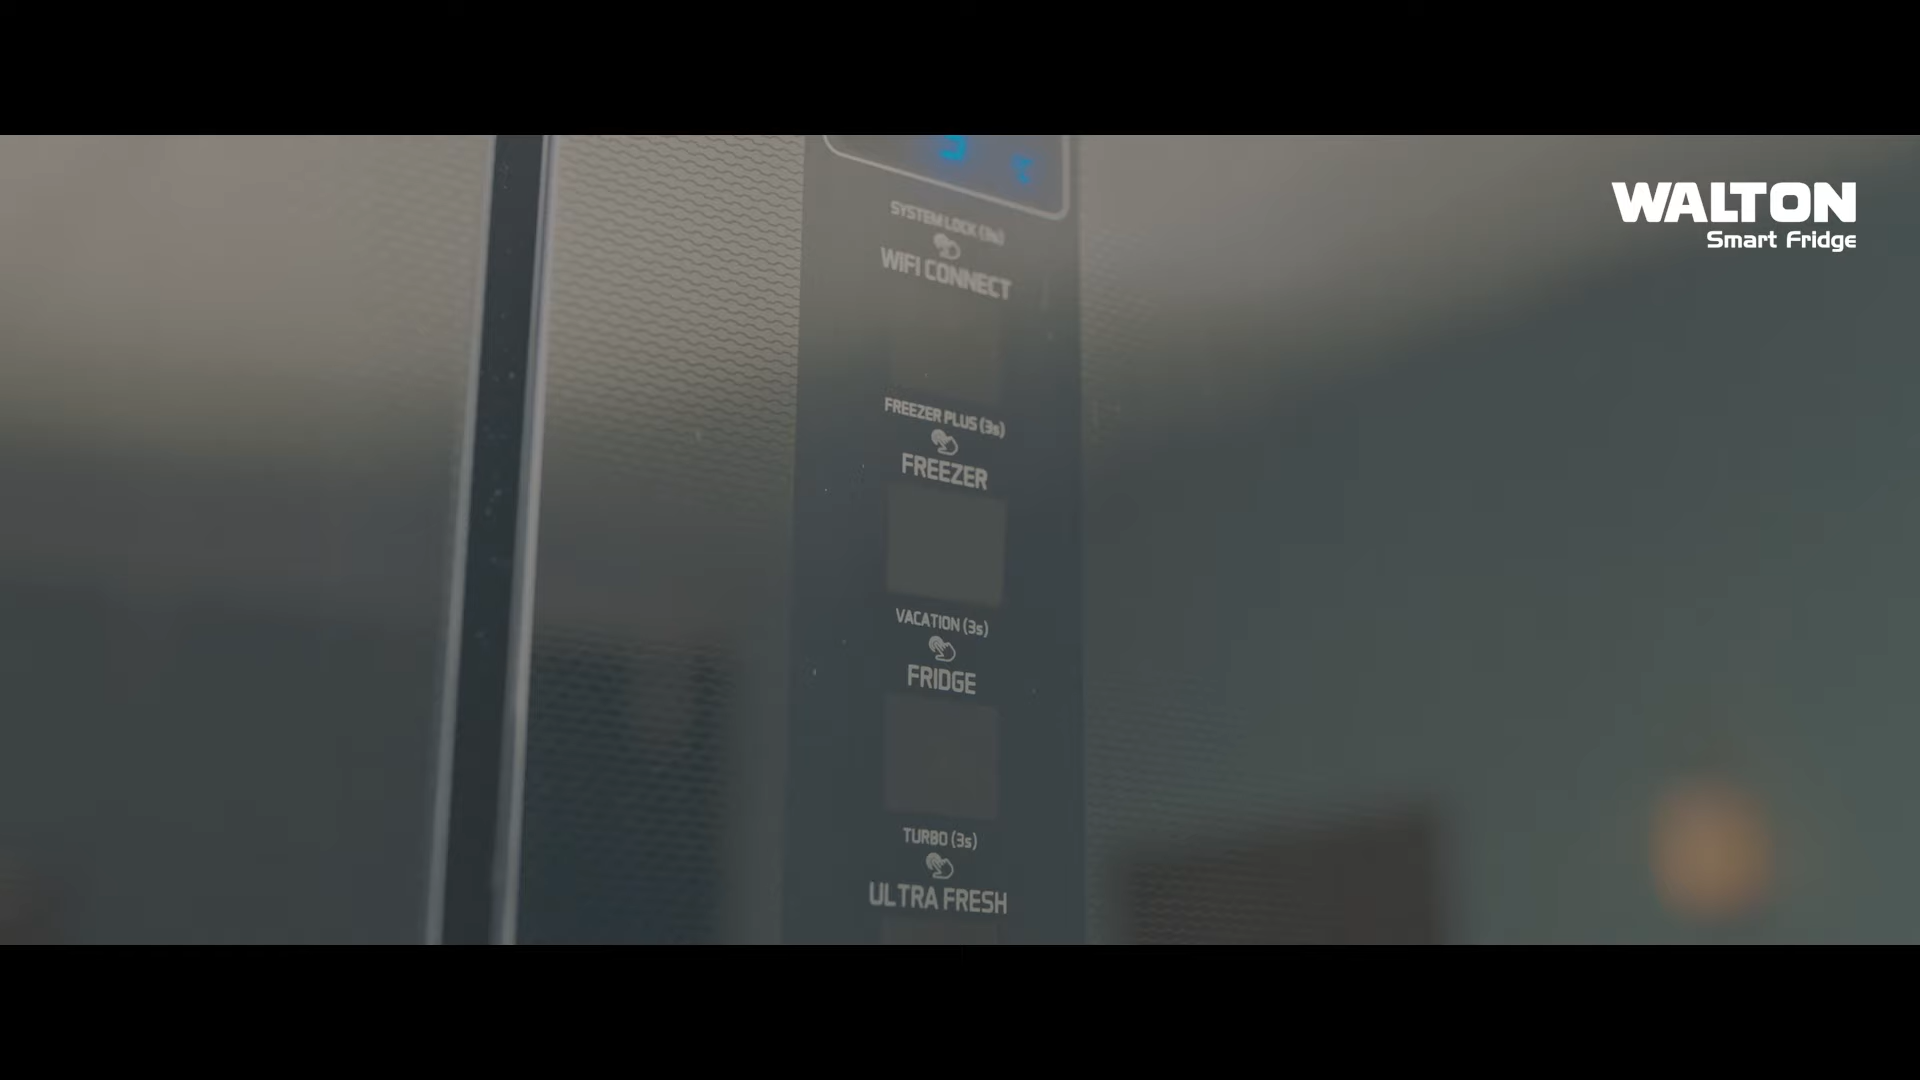 WALTON
Smart Fridge
°C
SYSTEM LOCK (3s)
WIFI CONNECT
FREEZER PLUS (3s)
FREEZER
VACATION (3s)
FRIDGE
TURBO (3s)
ULTRA FRESH